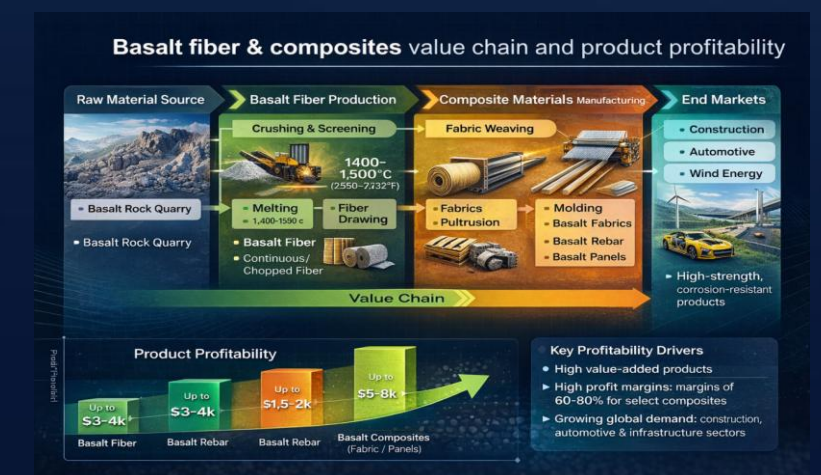 Basalt fiber & composites value chain and product profitability
Raw Material Source
Basalt Fiber Production
Composite Materials Manufacturing
End Markets
Crushing & Screening
1400–
1,500°C
(2550–2732°F)
Fabric Weaving
• Construction
• Automotive
• Wind Energy
• Basalt Rock Quarry
• Basalt Rock Quarry
• Melting
• 1,400-1590 c
• Fiber
Drawing
• Basalt Fiber
• Continuous/
Chopped Fiber
• Fabrics
• Pultrusion
• Molding
• Basalt Fabrics
• Basalt Rebar
• Basalt Panels
▸ High-strength,
corrosion-resistant
products
Value Chain
Product Profitability
Up to
$3-4k
Basalt Fiber
Up to
$3-4k
Basalt Rebar
Up to
$1,5-2k
Basalt Rebar
Up to
$5-8k
Basalt Composites
(Fabric / Panels)
Key Profitability Drivers
• High value-added products
▸ High profit margins: margins of
60-80% for select composites
▸ Growing global demand: construction,
automotive & infrastructure sectors